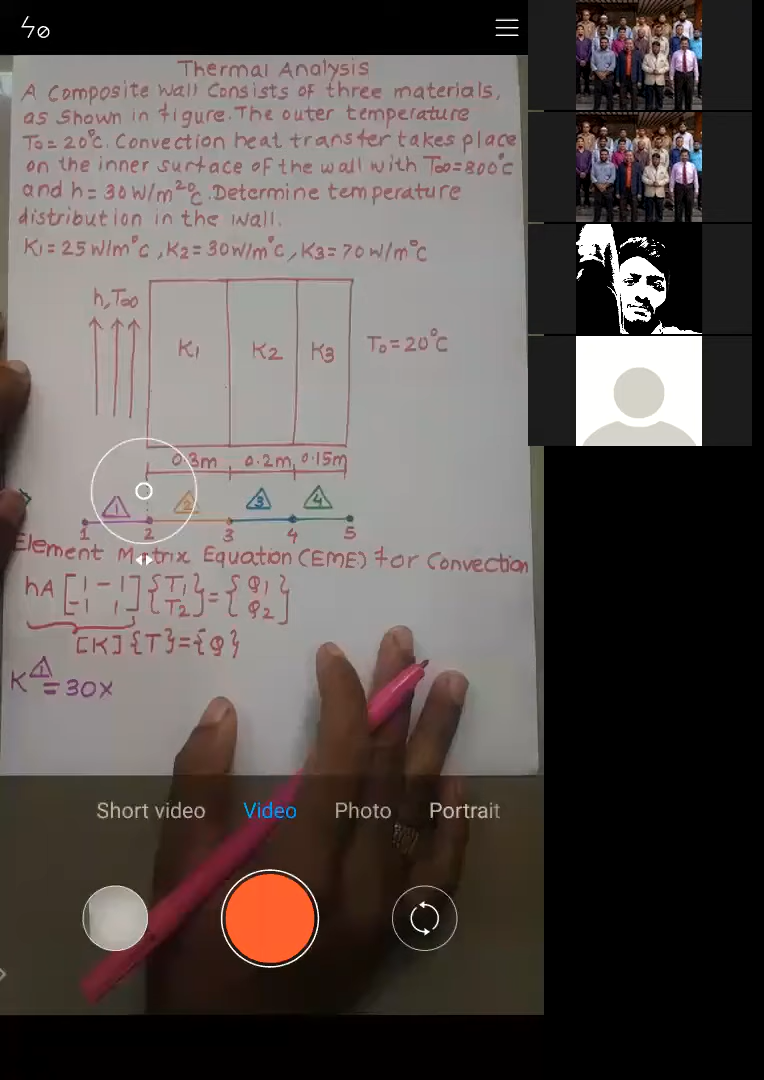 Thermal Analysis
A Composite wall Consists of three materials,
as shown in figure. The outer temperature
T0 = 20°C. Convection heat transfer takes place
on the inner surface of the wall with T∞=800°C
and h= 30 W/m²°C. Determine temperature
distribution in the wall.
K1 = 25 W/m°C, K2= 30W/m°C, K3= 70 W/m°C
h, T∞
K1 K2 K3 T0 = 20°C
0.3m 0.2m 0.15m
1 2 3 4
1 2 3 4 5
Element Matrix Equation (EME) for Convection
hA [1 -1 -1 1] {T1 T2} = {Q1 Q2}
[K] {T} = {Q}
K 1 = 30x
Short video Video Photo Portrait